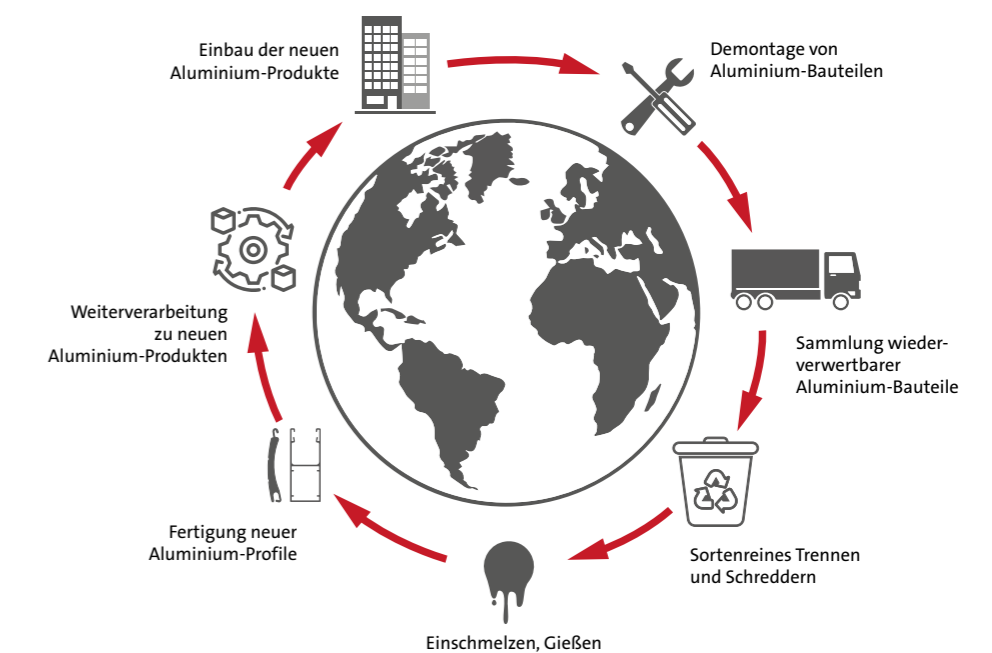 Einbau der neuen
Aluminium-Produkte
Demontage von
Aluminium-Bauteilen
Sammlung wieder-
verwertbarer
Aluminium-Bauteile
Sortenreines Trennen
und Schreddern
Einschmelzen, Gießen
Fertigung neuer
Aluminium-Profile
Weiterverarbeitung
zu neuen
Aluminium-Produkten